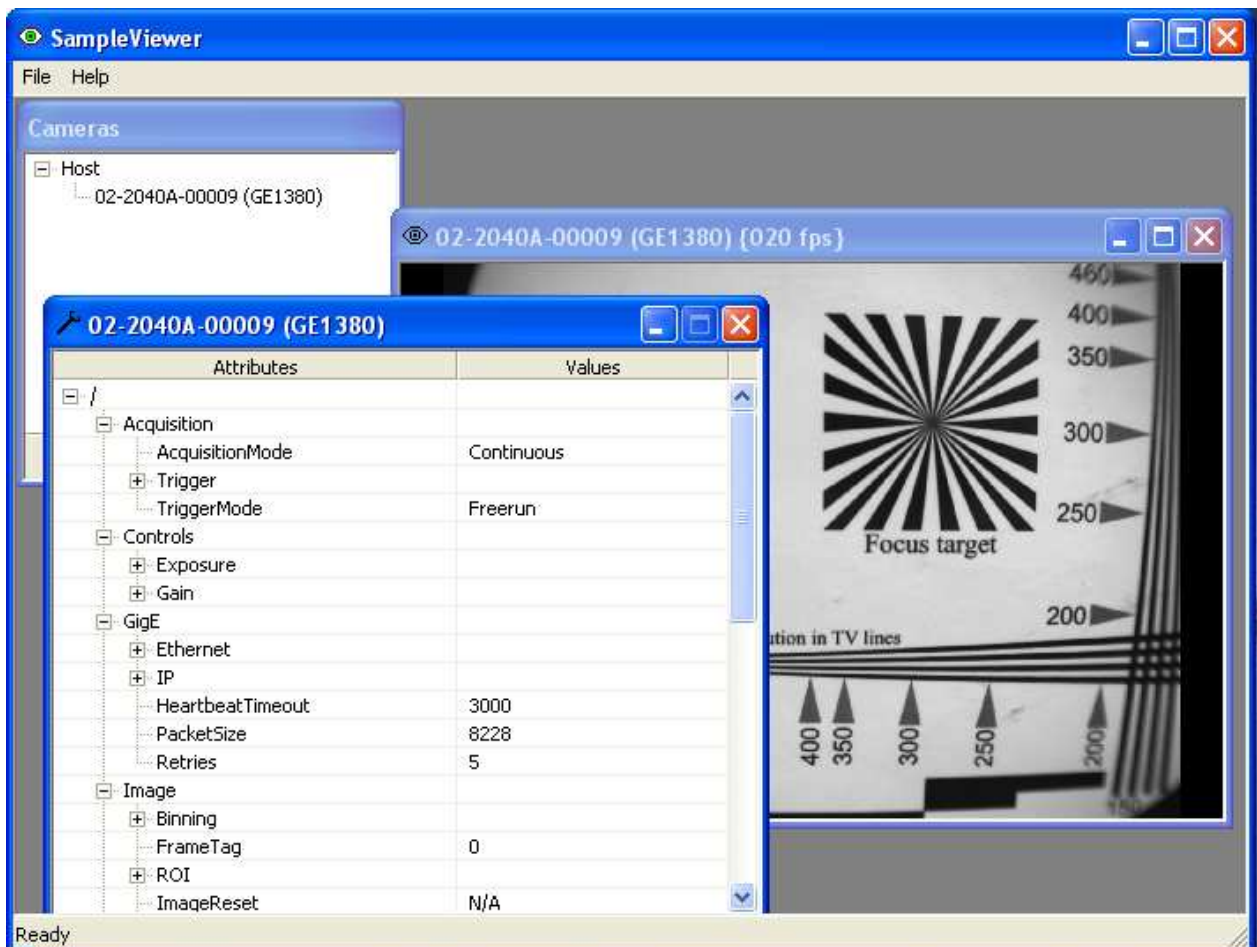 SampleViewer
File Help
Cameras
Host
02-2040A-00009 (GE1380)
02-2040A-00009 (GE1380) {020 fps}
460
400
350
300
250
200
Focus target
ution in TV lines
400
350
300
250
200
150
02-2040A-00009 (GE1380)
Attributes Values
/
Acquisition
AcquisitionMode Continuous
Trigger
TriggerMode Freerun
Controls
Exposure
Gain
GigE
Ethernet
IP
HeartbeatTimeout 3000
PacketSize 8228
Retries 5
Image
Binning
FrameTag 0
ROI
ImageReset N/A
Ready